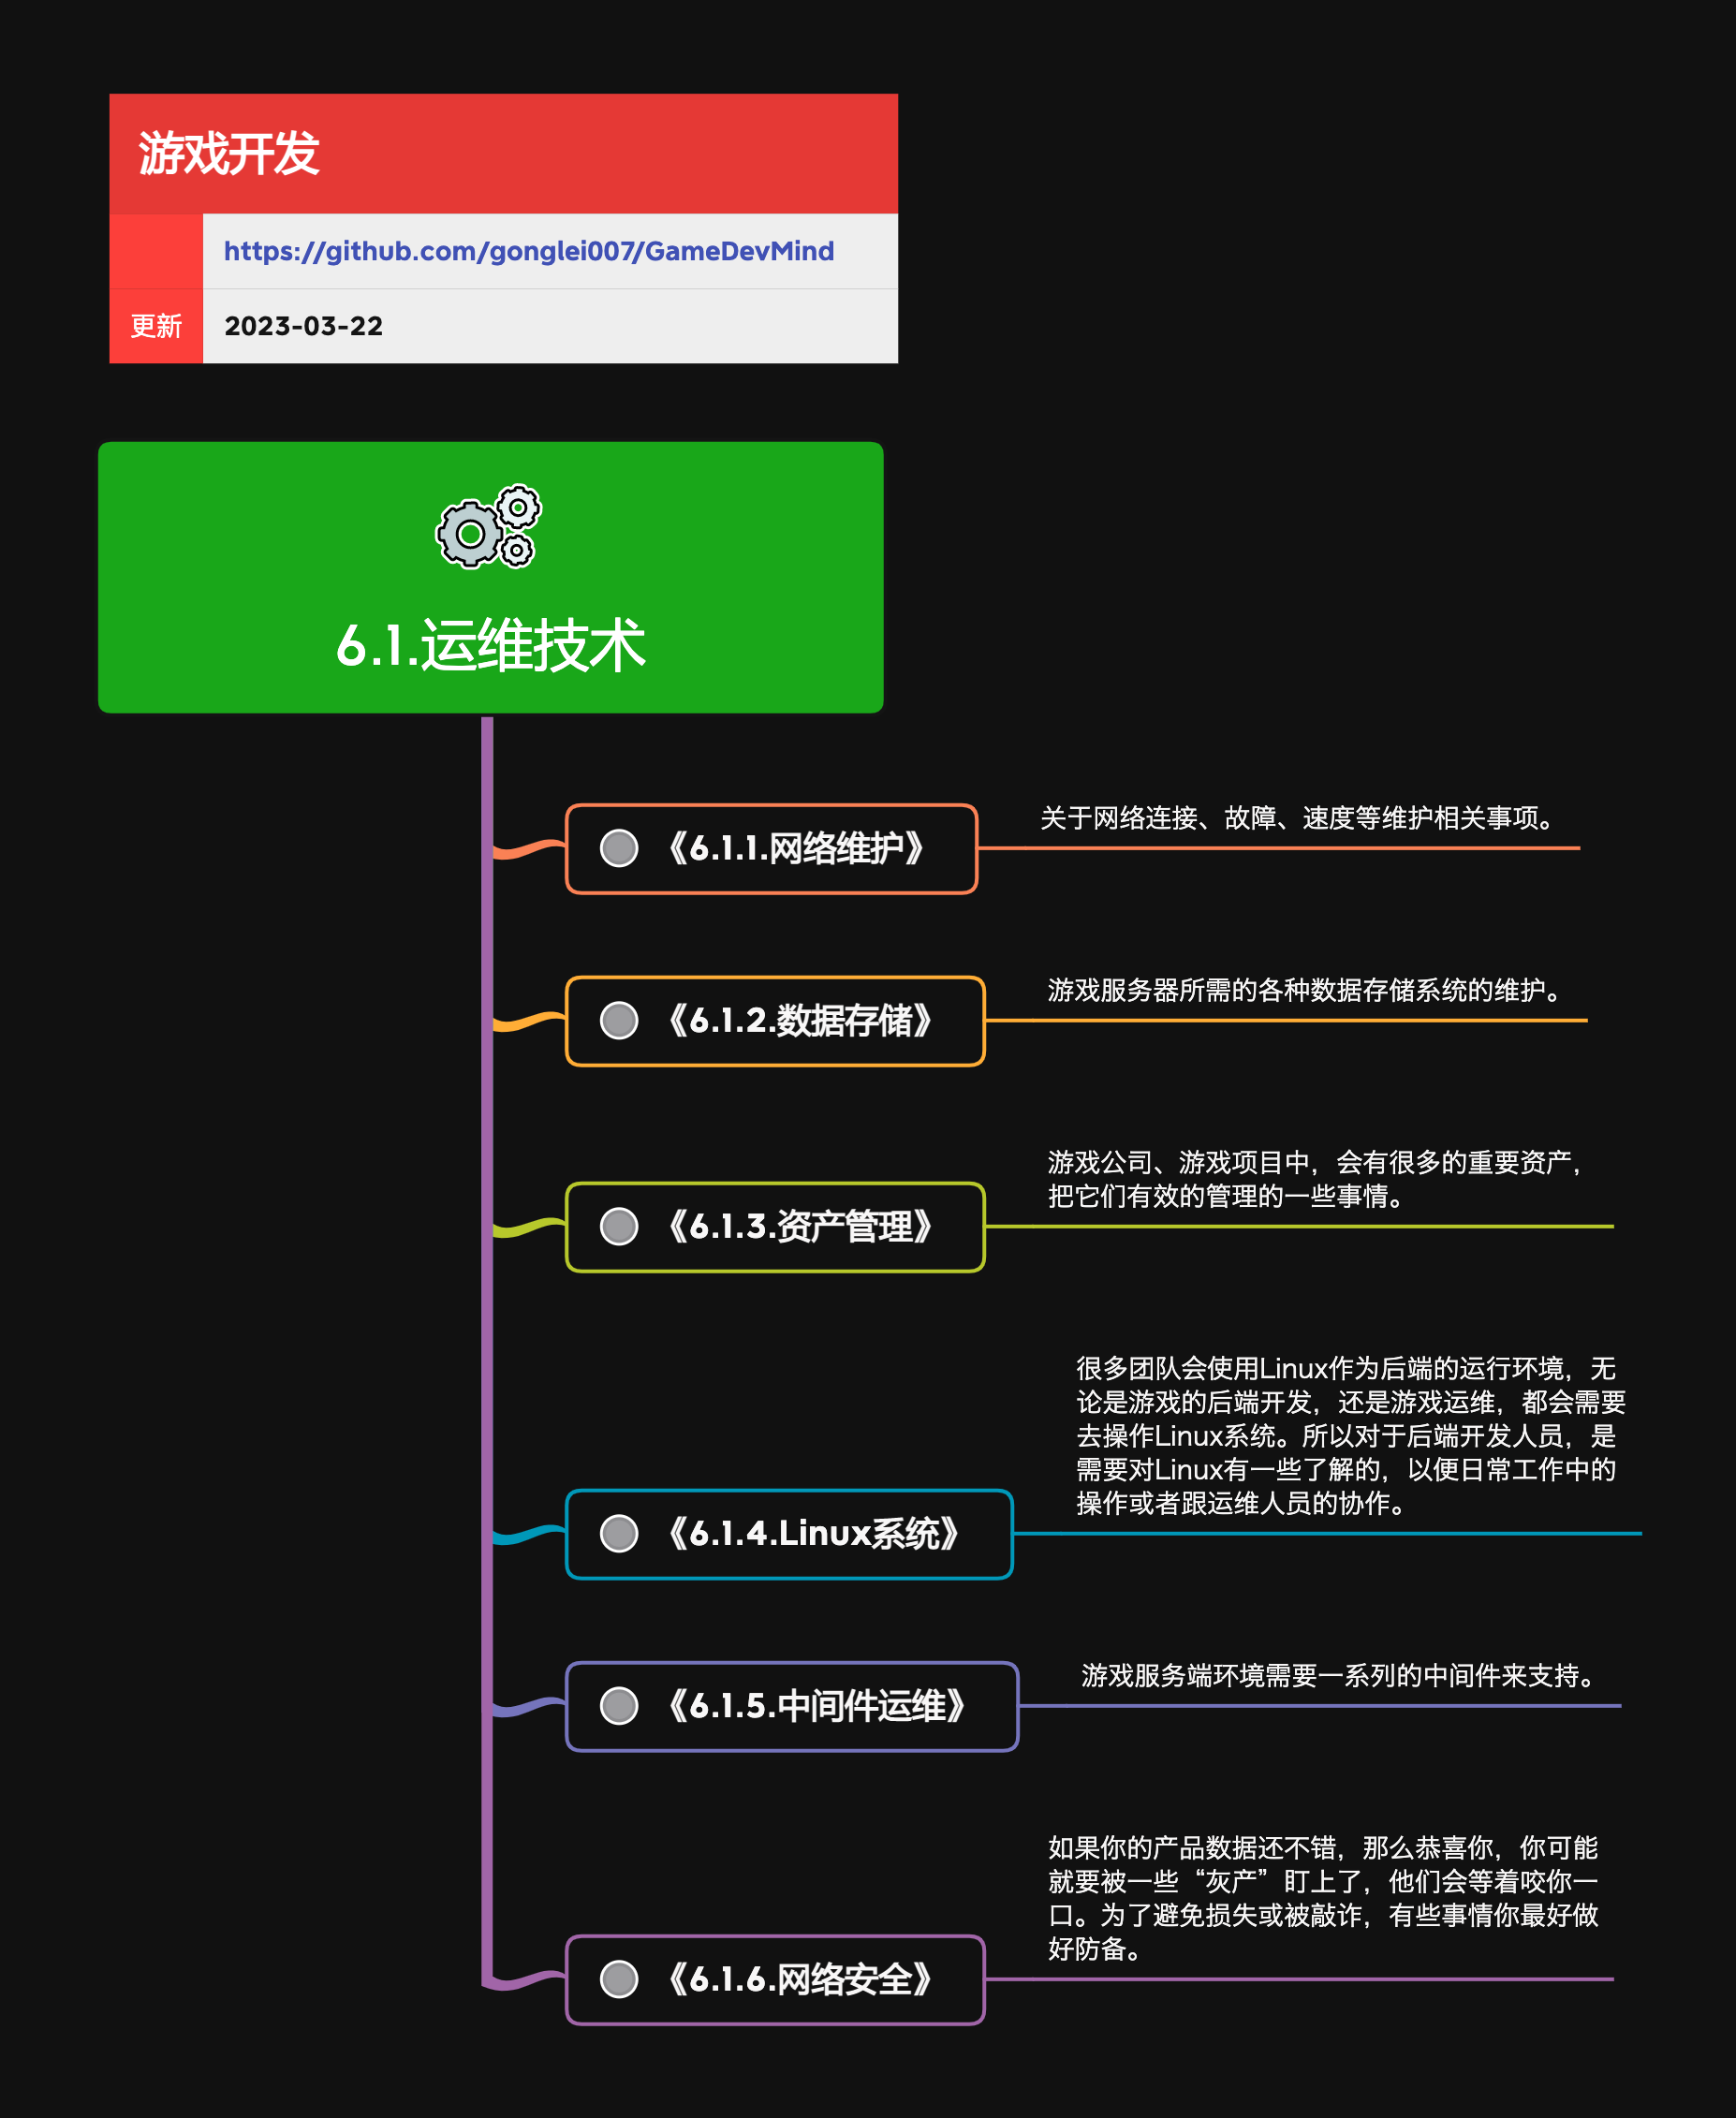 游戏开发
https://github.com/gonglei007/GameDevMind
更新 2023-03-22
6.1.运维技术
《6.1.1.网络维护》
关于网络连接、故障、速度等维护相关事项。
《6.1.2.数据存储》
游戏服务器所需的各种数据存储系统的维护。
《6.1.3.资产管理》
游戏公司、游戏项目中，会有很多的重要资产，
把它们有效的管理的一些事情。
《6.1.4.Linux系统》
很多团队会使用Linux作为后端的运行环境，无
论是游戏的后端开发，还是游戏运维，都会需要
去操作Linux系统。所以对于后端开发人员，是
需要对Linux有一些了解的，以便日常工作中的
操作或者跟运维人员的协作。
《6.1.5.中间件运维》
游戏服务端环境需要一系列的中间件来支持。
《6.1.6.网络安全》
如果你的产品数据还不错，那么恭喜你，你可能
就要被一些“灰产”盯上了，他们会等着咬你一
口。为了避免损失或被敲诈，有些事情你最好做
好防备。